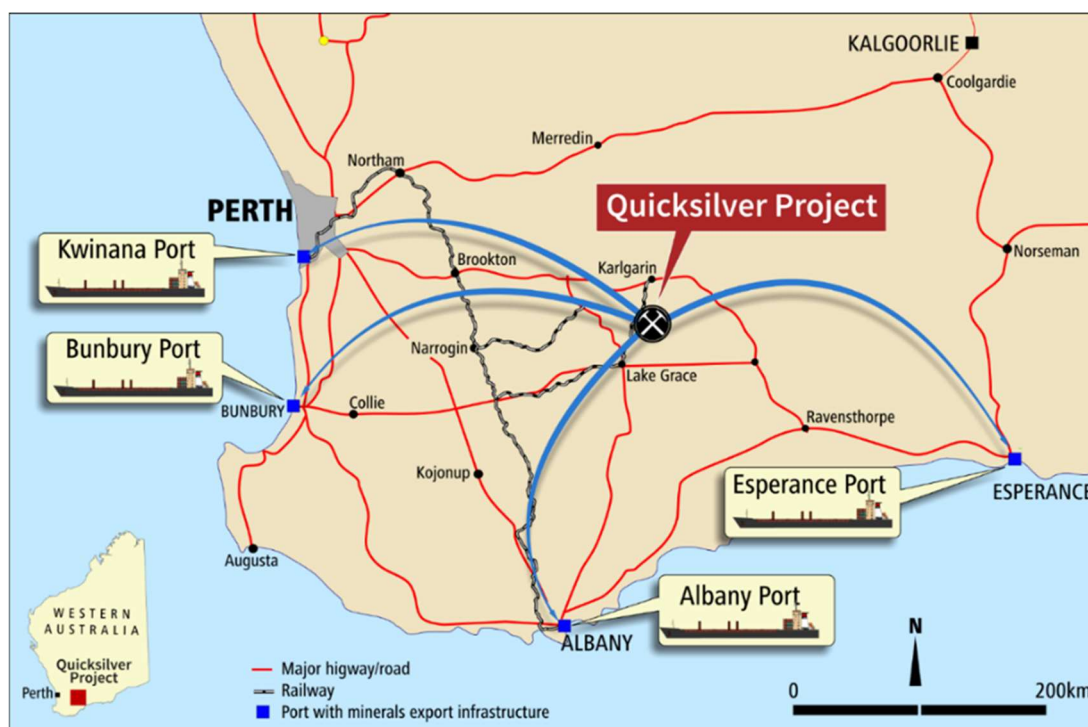 KALGOORLIE
Coolgardie
Merredin
Northam
PERTH
Quicksilver Project
Kwinana Port
Brookton
Karlgarin
Norseman
Bunbury Port
Narrogin
Lake Grace
BUNBURY
Collie
Ravensthorpe
Kojonup
Esperance Port
ESPERANCE
Augusta
Albany Port
ALBANY
WESTERN
AUSTRALIA
Quicksilver
Project
Perth
Major higway/road
Railway
Port with minerals export infrastructure
N
0 200km